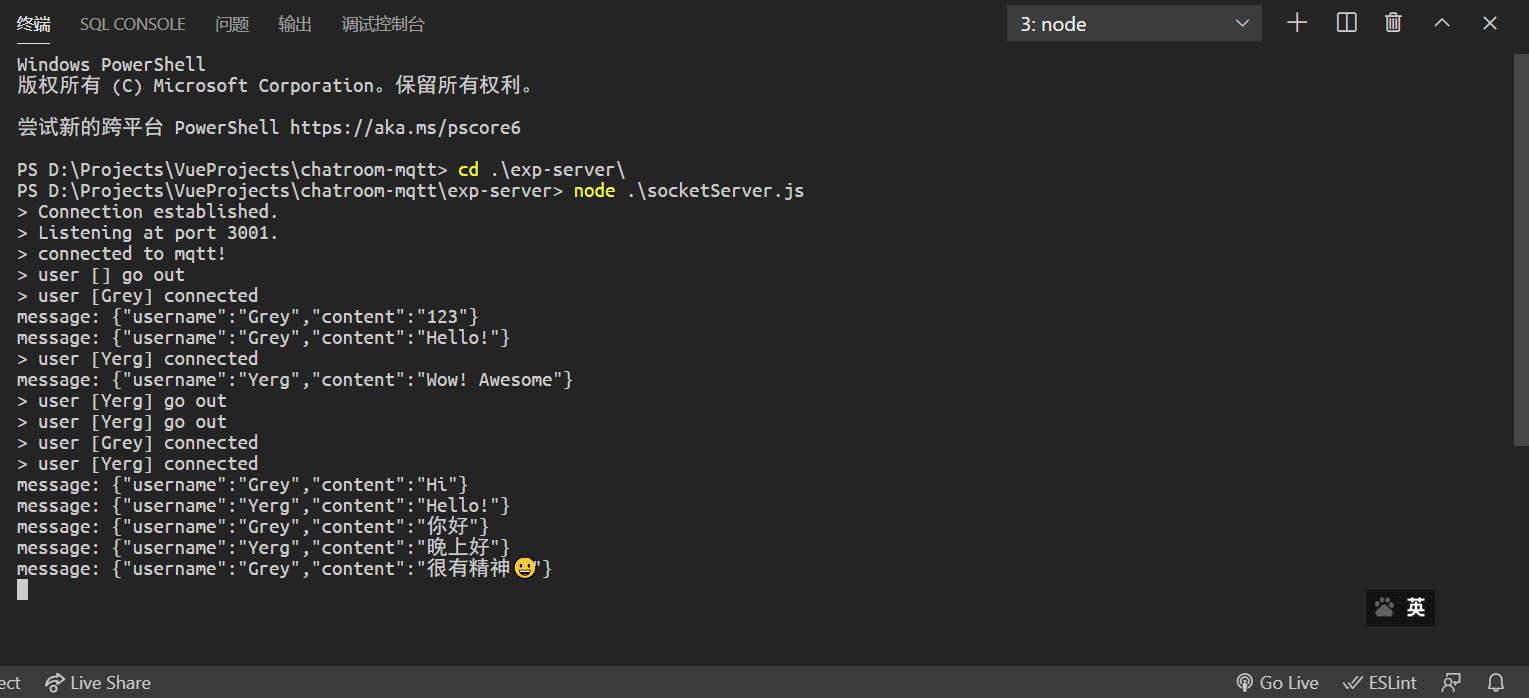 终端 SQL CONSOLE 问题 输出 调试控制台 3: node
Windows PowerShell
版权所有 (C) Microsoft Corporation。保留所有权利。
尝试新的跨平台 PowerShell https://aka.ms/pscore6
PS D:\Projects\VueProjects\chatroom-mqtt> cd .\exp-server\
PS D:\Projects\VueProjects\chatroom-mqtt\exp-server> node .\socketServer.js
> Connection established.
> Listening at port 3001.
> connected to mqtt!
> user [] go out
> user [Grey] connected
message: {"username":"Grey","content":"123"}
message: {"username":"Grey","content":"Hello!"}
> user [Yerg] connected
message: {"username":"Yerg","content":"Wow! Awesome"}
> user [Yerg] go out
> user [Yerg] go out
> user [Grey] connected
> user [Yerg] connected
message: {"username":"Grey","content":"Hi"}
message: {"username":"Yerg","content":"Hello!"}
message: {"username":"Grey","content":"你好"}
message: {"username":"Yerg","content":"晚上好"}
message: {"username":"Grey","content":"很有精神😀"}
英
ect Live Share Go Live ESLint